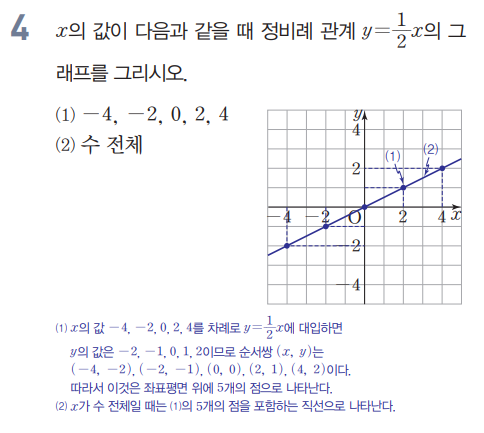 4
x의 값이 다음과 같을 때 정비례 관계 y=\frac{1}{2}x의 그
래프를 그리시오.
(1) −4, −2, 0, 2, 4
(2) 수 전체
y
4
(1) (2)
2
−4 −2 O 2 4 x
−2
−4
(1) x의 값 −4, −2, 0, 2, 4를 차례로 y=\frac{1}{2}x에 대입하면
y의 값은 −2, −1, 0, 1, 2이므로 순서쌍 (x, y)는
(−4, −2), (−2, −1), (0, 0), (2, 1), (4, 2)이다.
따라서 이것은 좌표평면 위에 5개의 점으로 나타난다.
(2) x가 수 전체일 때는 (1)의 5개의 점을 포함하는 직선으로 나타난다.